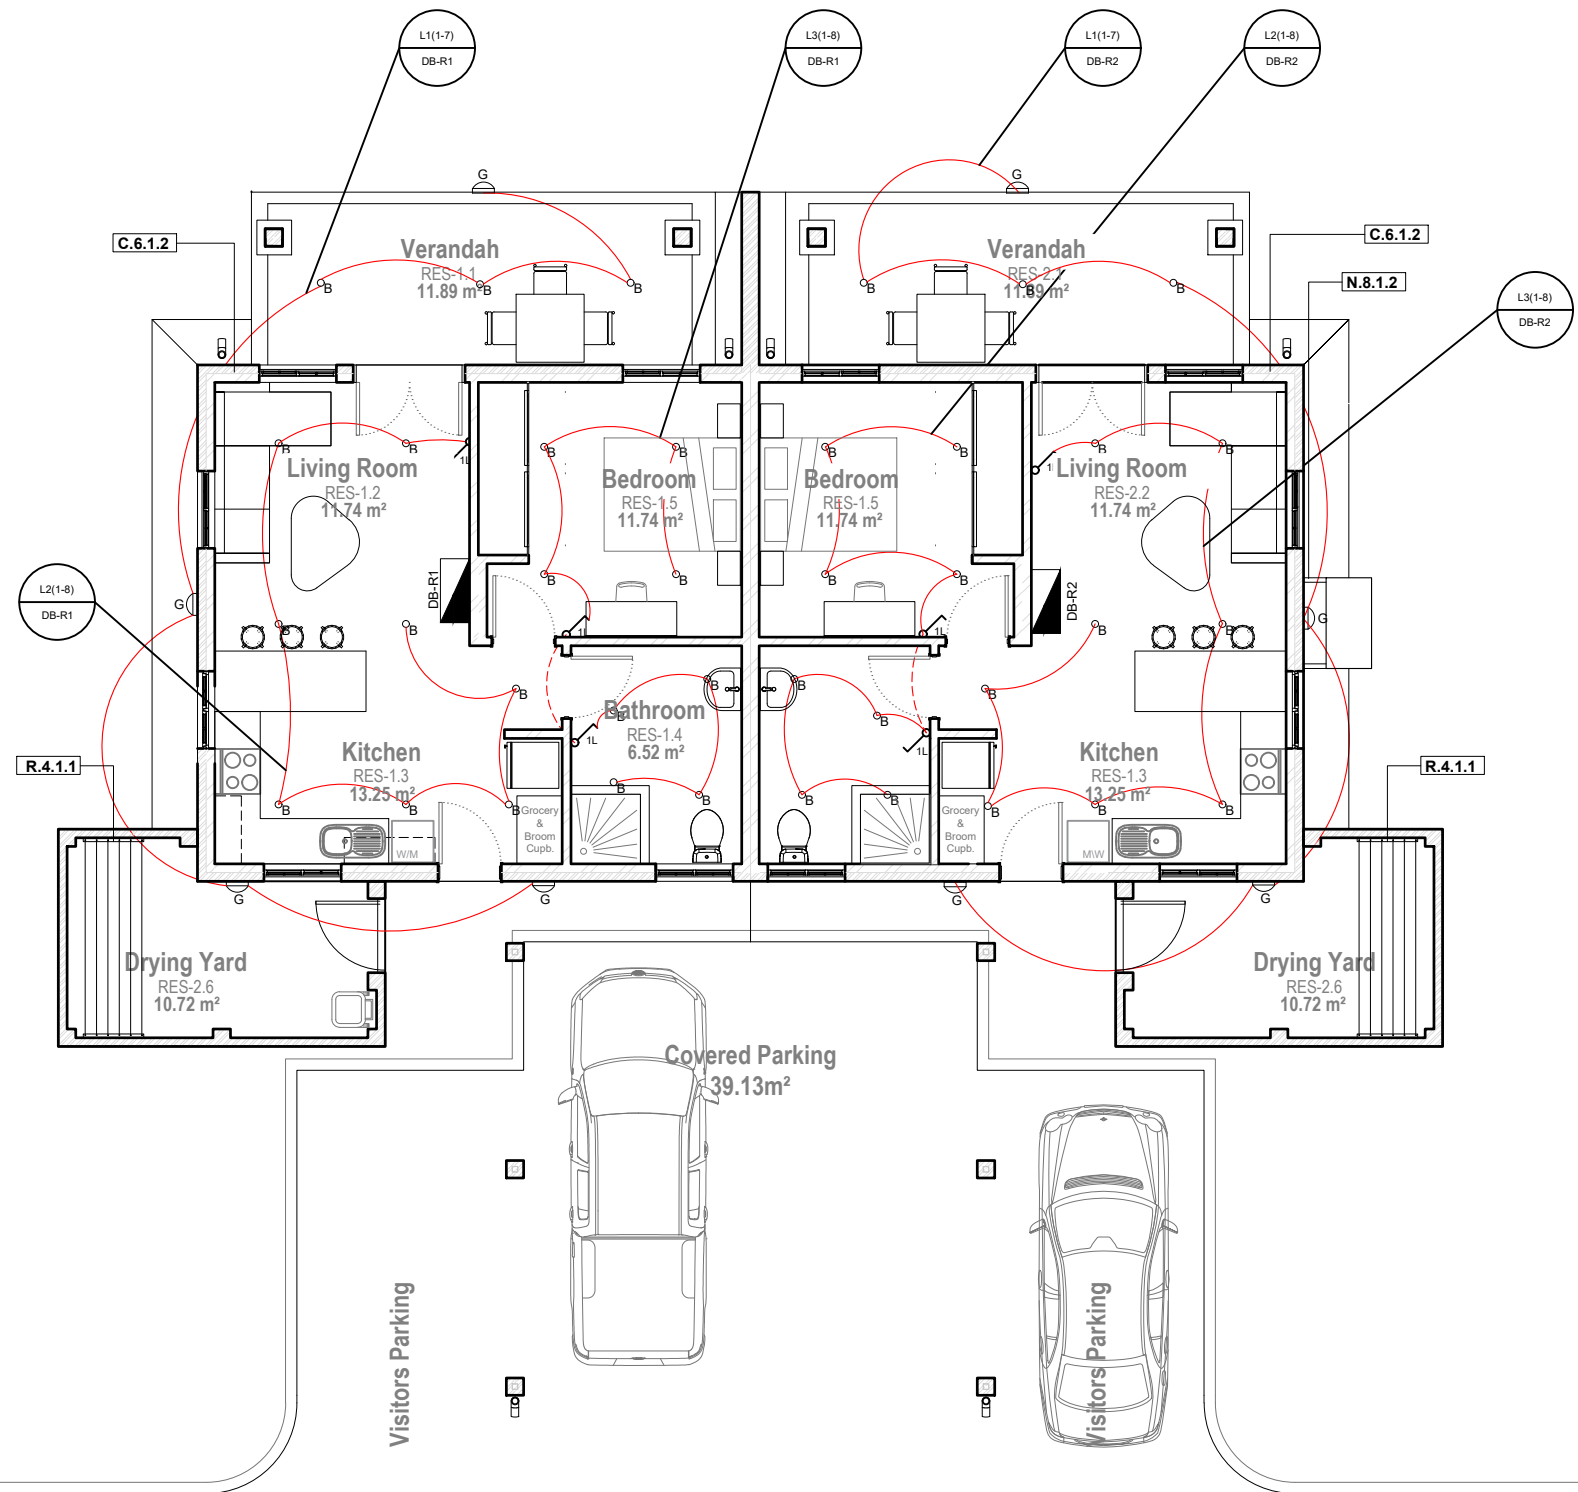 L1(1-7)
DB-R1
L3(1-8)
DB-R1
L1(1-7)
DB-R2
L2(1-8)
DB-R2
G
G
C.6.1.2
Verandah
RES-1.1
11.89 m²
B
B
B
Verandah
RES-2.1
11.89 m²
B
B
B
C.6.1.2
N.8.1.2
L3(1-8)
DB-R2
B
B
1L
B
B
B
B
1L
B
B
Living Room
RES-1.2
11.74 m²
Bedroom
RES-1.5
11.74 m²
Bedroom
RES-1.5
11.74 m²
Living Room
RES-2.2
11.74 m²
L2(1-8)
DB-R1
G
DB-R1
B
B
B
B
DB-R2
G
B
B
1L
1L
B
B
B
B
B
B
B
B
Bathroom
RES-1.4
6.52 m²
1L
1L
R.4.1.1
Kitchen
RES-1.3
13.25 m²
Kitchen
RES-1.3
13.25 m²
R.4.1.1
B
B
B
B
B
B
B
B
B
B
W/M
Grocery
&
Broom
Cupb.
Grocery
&
Broom
Cupb.
M\W
G
G
G
G
Drying Yard
RES-2.6
10.72 m²
Drying Yard
RES-2.6
10.72 m²
Covered Parking
39.13m²
Visitors Parking
Visitors Parking